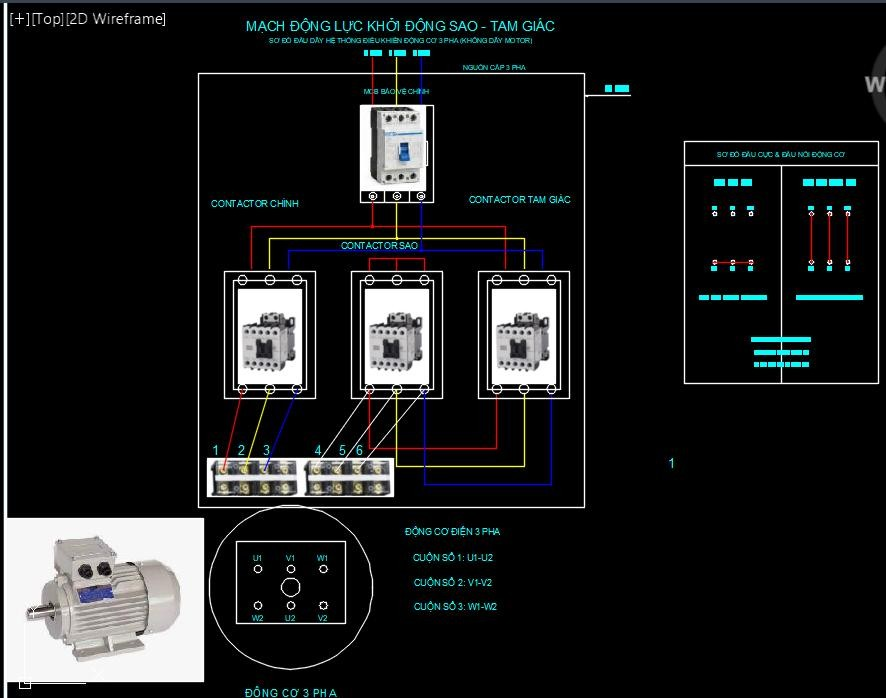 [+][Top][2D Wireframe]
MẠCH ĐỘNG LỰC KHỞI ĐỘNG SAO - TAM GIÁC
SƠ ĐỒ ĐẤU DÂY HỆ THỐNG ĐIỀU KHIỂN ĐỘNG CƠ 3 PHA (KHÔNG DÂY MOTOR)
NGUỒN CẤP 3 PHA
MCB BẢO VỆ CHÍNH
W
SƠ ĐỒ ĐẤU CỰC & ĐẤU NỐI ĐỘNG CƠ
CONTACTOR CHÍNH
CONTACTOR TAM GIÁC
CONTACTOR SAO
1 2 3 4 5 6
1
ĐỘNG CƠ ĐIỆN 3 PHA
CUỘN SỐ 1: U1-U2
CUỘN SỐ 2: V1-V2
CUỘN SỐ 3: W1-W2
U1 V1 W1
W2 U2 V2
ĐỘNG CƠ 3 PHA